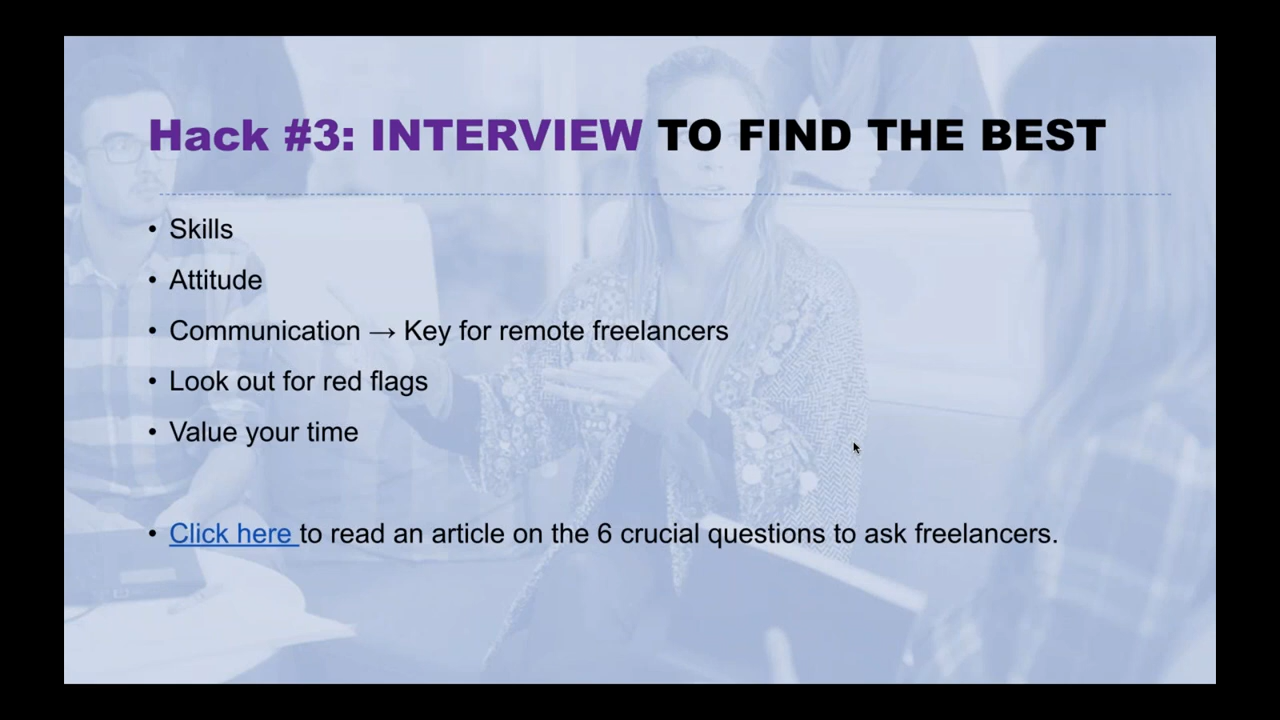 Hack #3: INTERVIEW TO FIND THE BEST
• Skills
• Attitude
• Communication → Key for remote freelancers
• Look out for red flags
• Value your time
• Click here to read an article on the 6 crucial questions to ask freelancers.